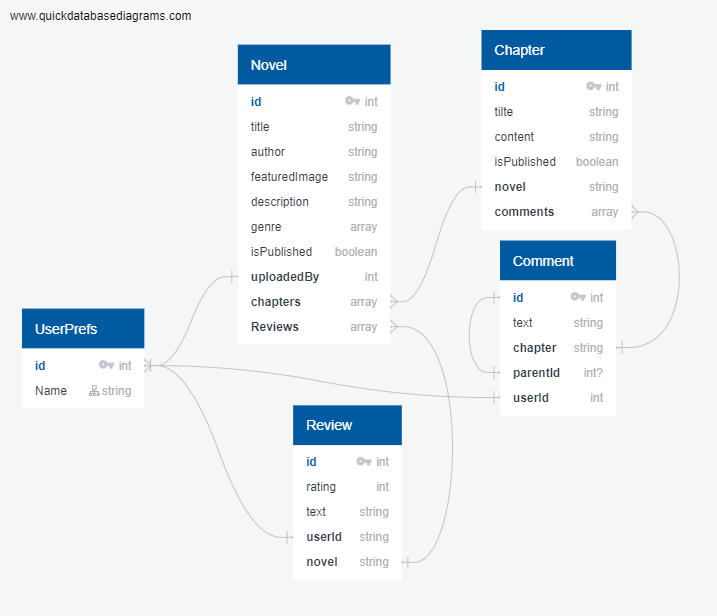 www.quickdatabasediagrams.com
Novel
id int
title string
author string
featuredImage string
description string
genre array
isPublished boolean
uploadedBy int
chapters array
Reviews array
Chapter
id int
tilte string
content string
isPublished boolean
novel string
comments array
Comment
id int
text string
chapter string
parentId int?
userId int
UserPrefs
id int
Name string
Review
id int
rating int
text string
userId string
novel string